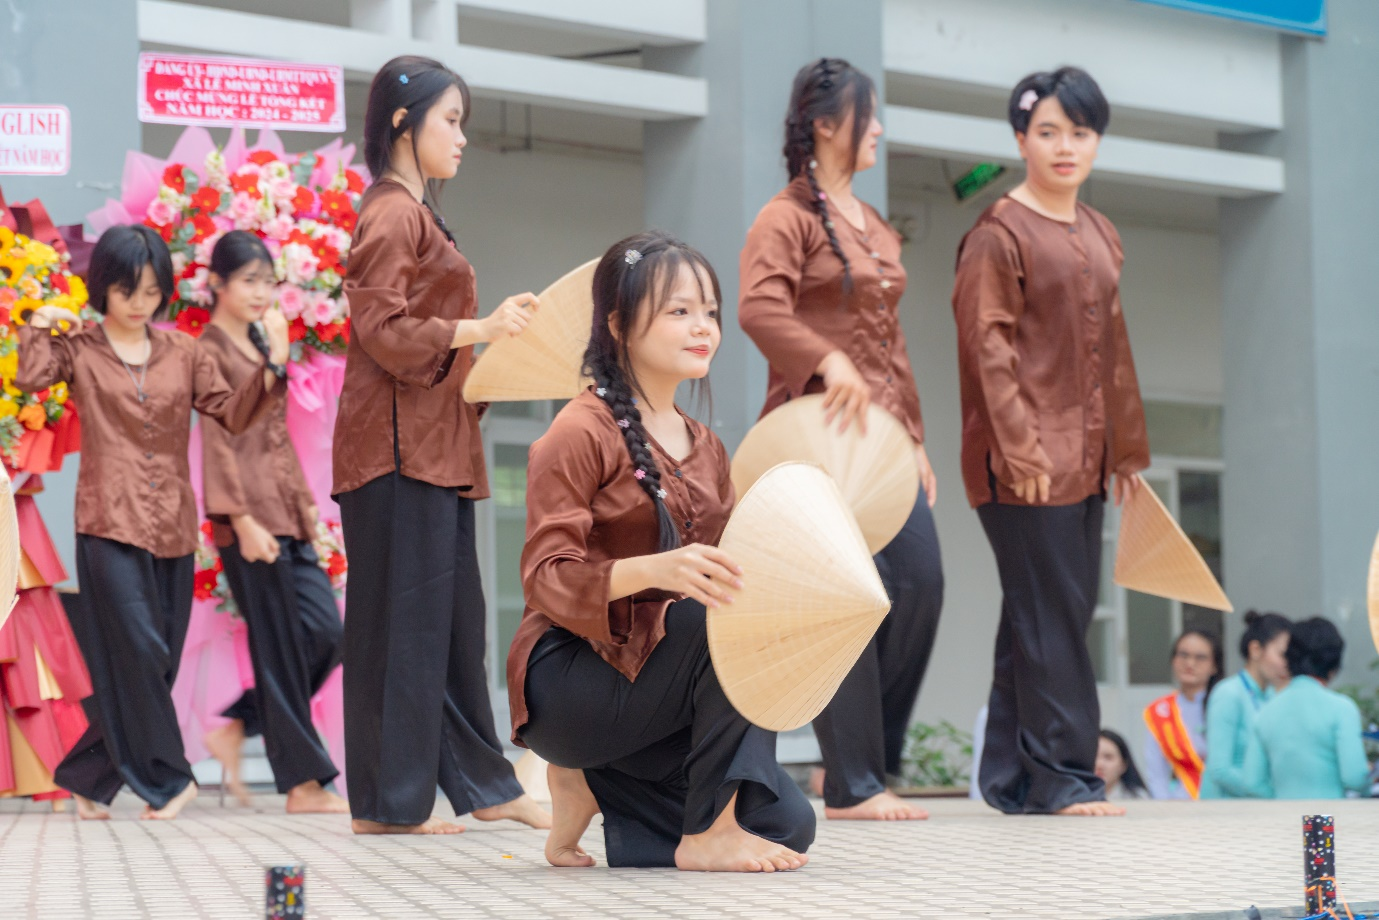 ĐẢNG ỦY-HĐND-UBND-UBMTTQVN
XÃ LÊ MINH XUÂN
CHÚC MỪNG LỄ TỔNG KẾT
NĂM HỌC : 2024 - 2025
GLISH
ẾT NĂM HỌC